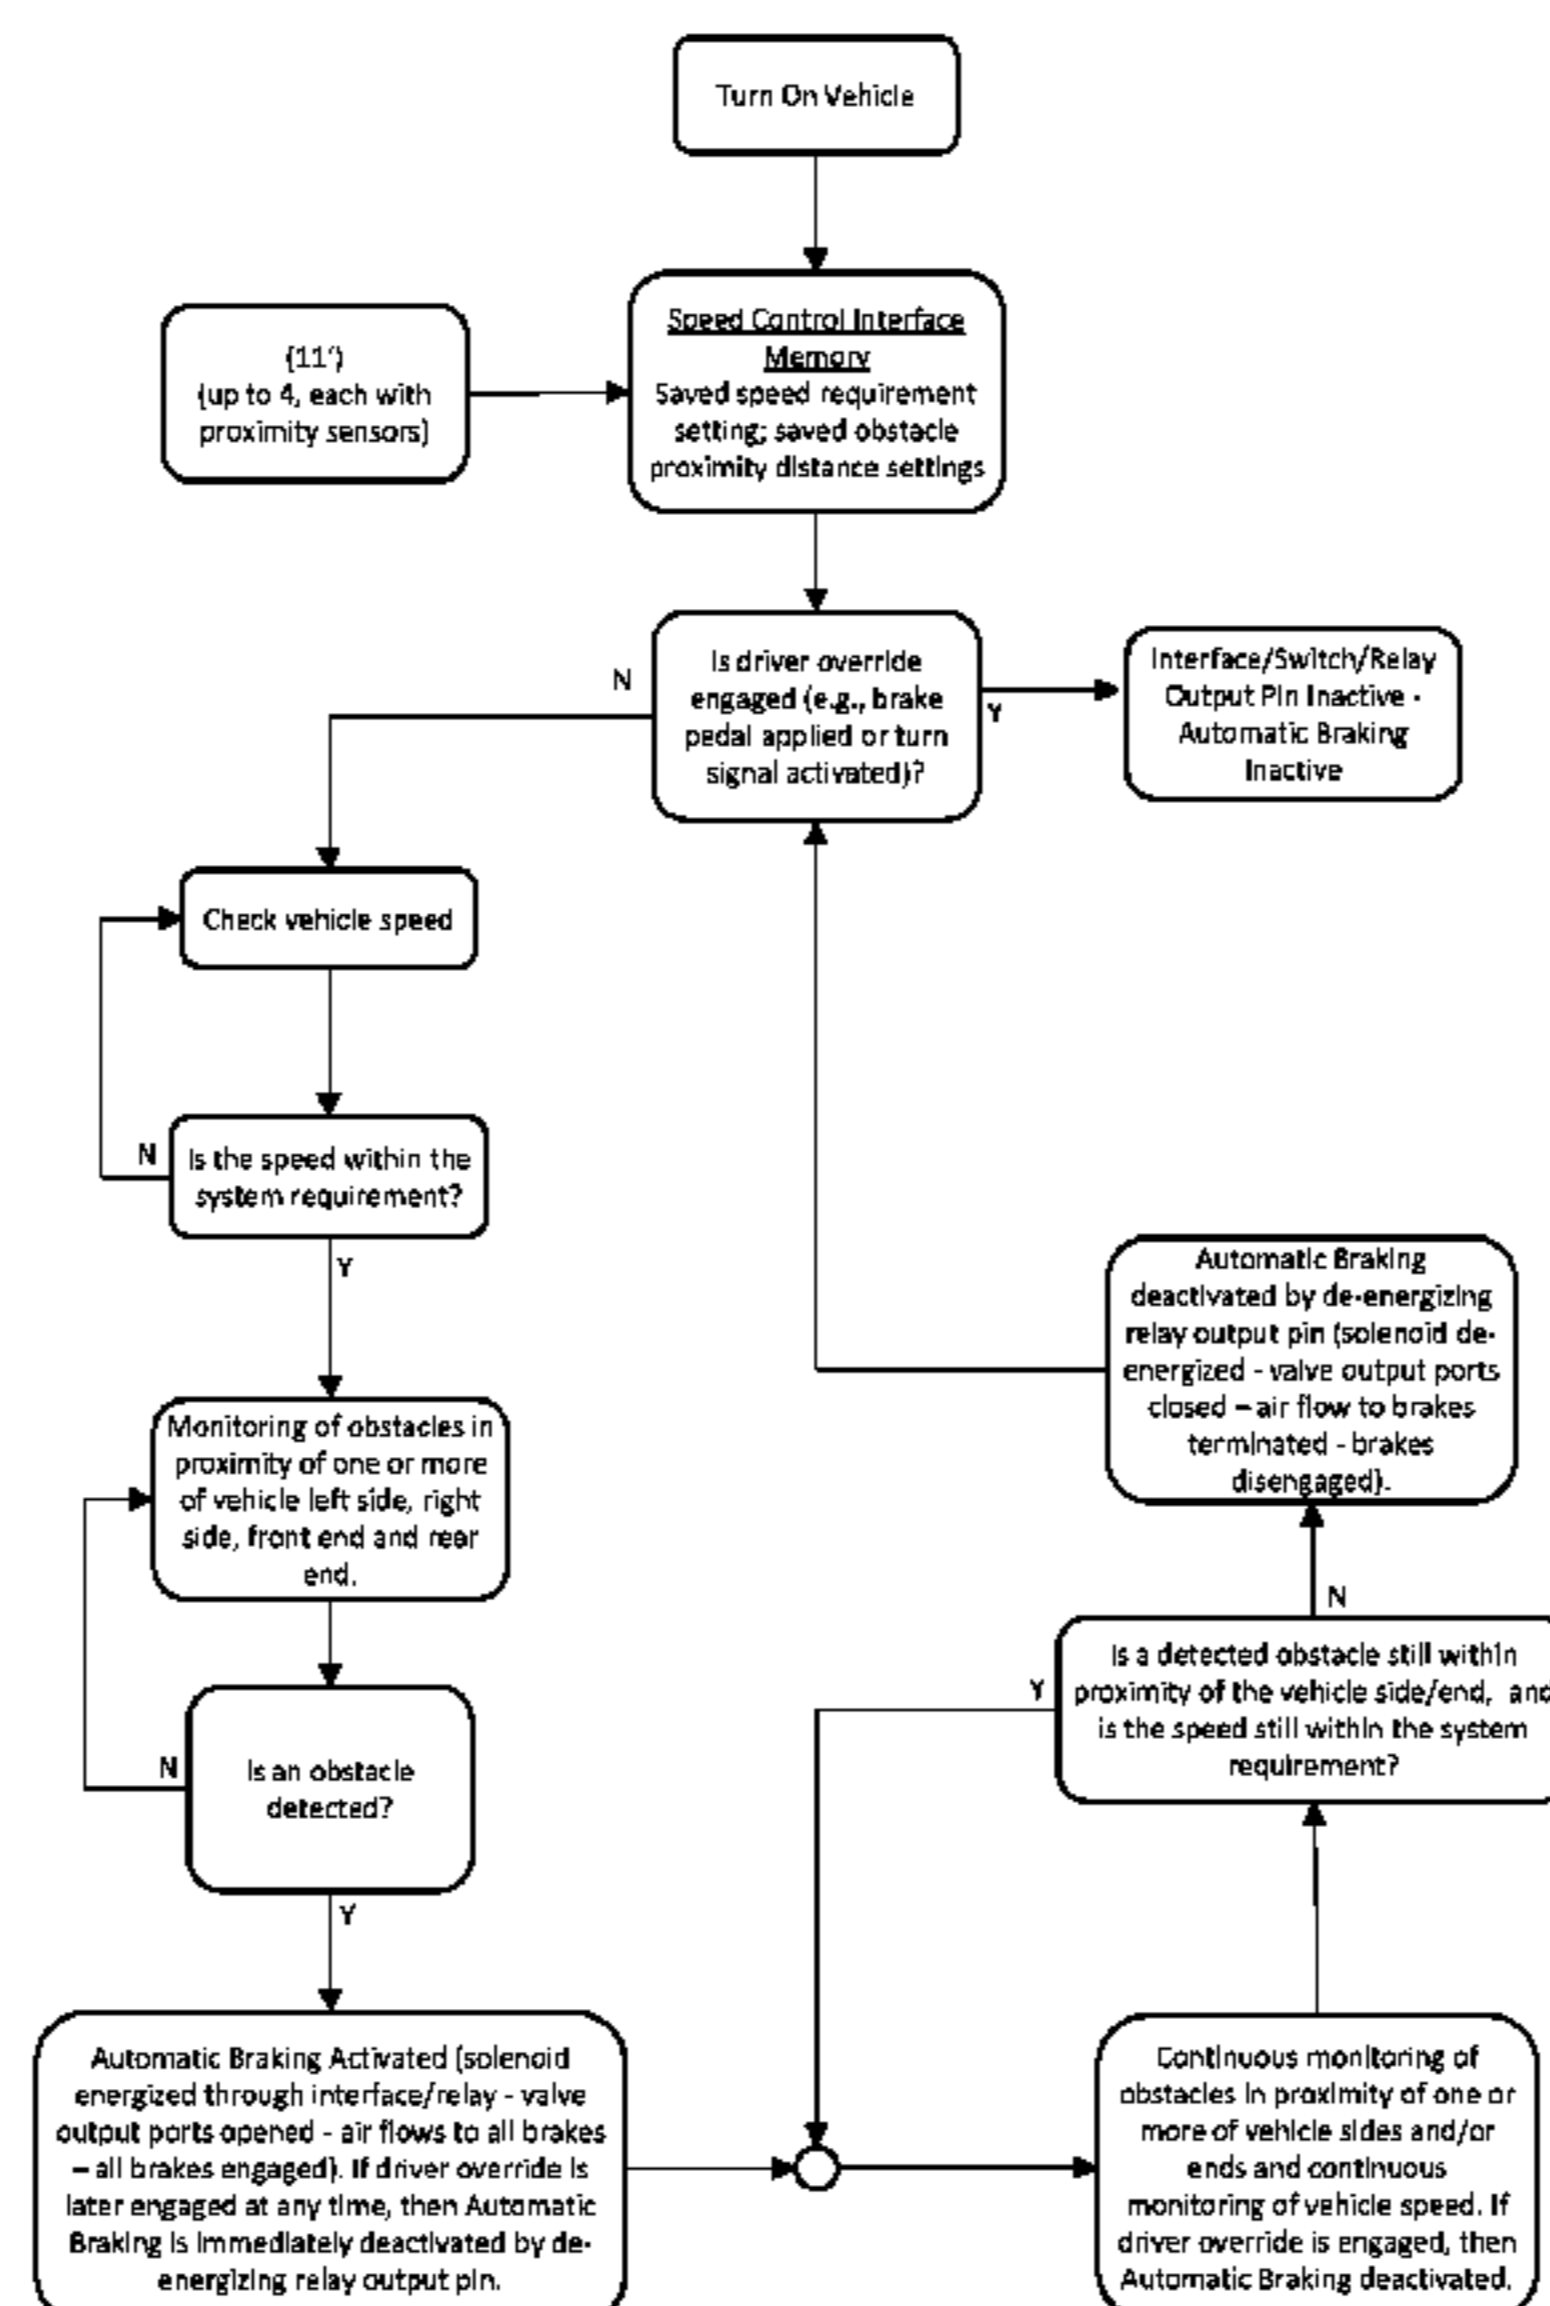 Turn On Vehicle
(11')
(up to 4, each with
proximity sensors)
Speed Control Interface
Memory
Saved speed requirement
setting; saved obstacle
proximity distance settings
Is driver override
engaged (e.g., brake
pedal applied or turn
signal activated)?
N
Y
Interface/Switch/Relay
Output Pin Inactive -
Automatic Braking
Inactive
Check vehicle speed
Is the speed within the
system requirement?
N
Y
Monitoring of obstacles in
proximity of one or more
of vehicle left side, right
side, front end and rear
end.
Is an obstacle
detected?
N
Y
Automatic Braking Activated (solenoid
energized through interface/relay - valve
output ports opened - air flows to all brakes
– all brakes engaged). If driver override is
later engaged at any time, then Automatic
Braking is immediately deactivated by de-
energizing relay output pin.
Continuous monitoring of
obstacles in proximity of one or
more of vehicle sides and/or
ends and continuous
monitoring of vehicle speed. If
driver override is engaged, then
Automatic Braking deactivated.
Is a detected obstacle still within
proximity of the vehicle side/end, and
is the speed still within the system
requirement?
Y
N
Automatic Braking
deactivated by de-energizing
relay output pin (solenoid de-
energized - valve output ports
closed – air flow to brakes
terminated - brakes
disengaged).